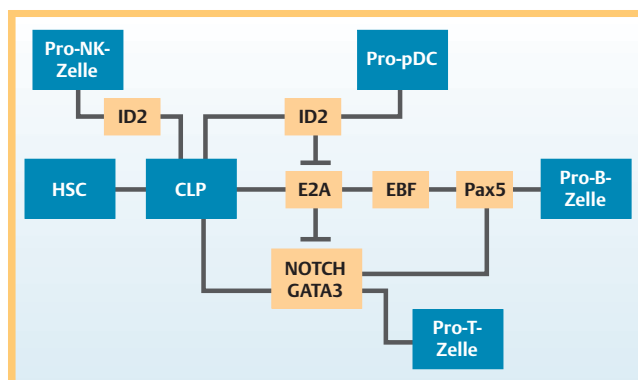 Pro-NK-
Zelle
Pro-pDC
ID2
ID2
HSC
CLP
E2A
EBF
Pax5
Pro-B-
Zelle
NOTCH
GATA3
Pro-T-
Zelle